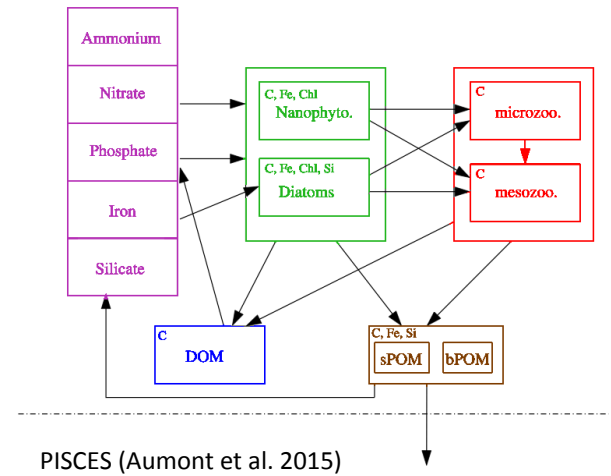 Ammonium
Nitrate
Phosphate
Iron
Silicate
C, Fe, Chl
Nanophyto.
C, Fe, Chl, Si
Diatoms
C
microzoo.
C
mesozoo.
C
DOM
C, Fe, Si
sPOM
bPOM
PISCES (Aumont et al. 2015)